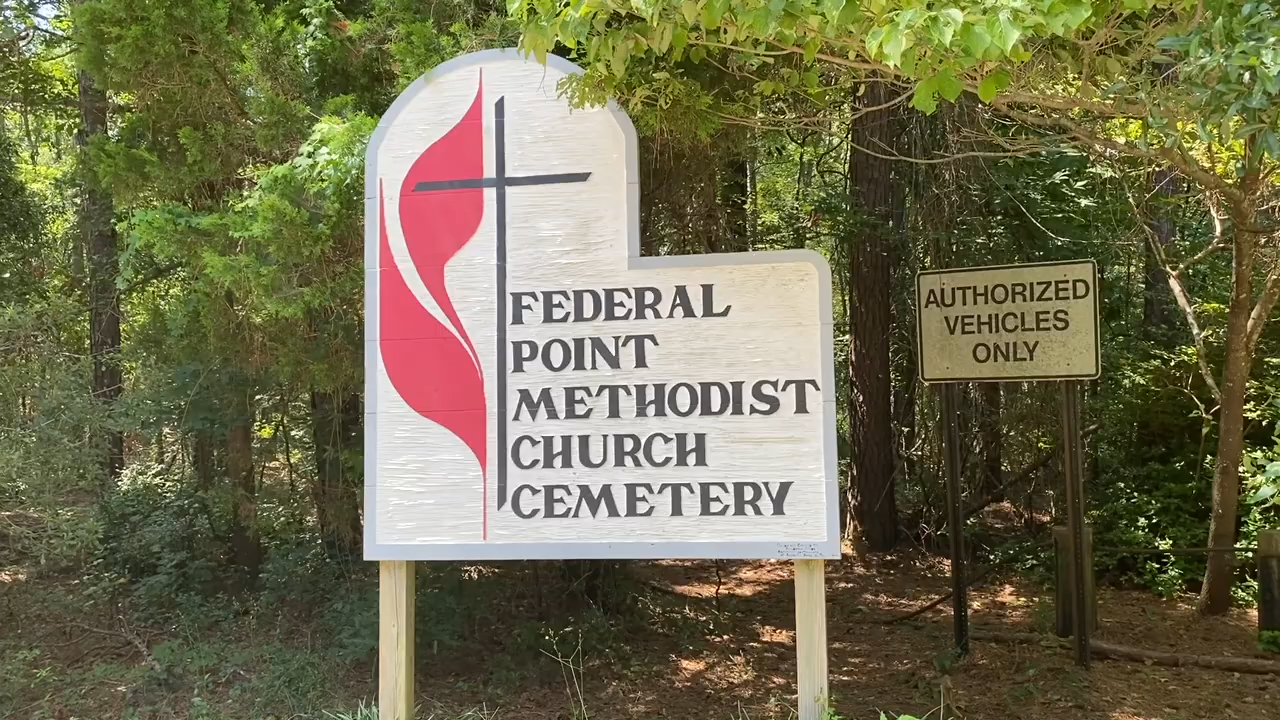 FEDERAL
POINT
METHODIST
CHURCH
CEMETERY
AUTHORIZED
VEHICLES
ONLY